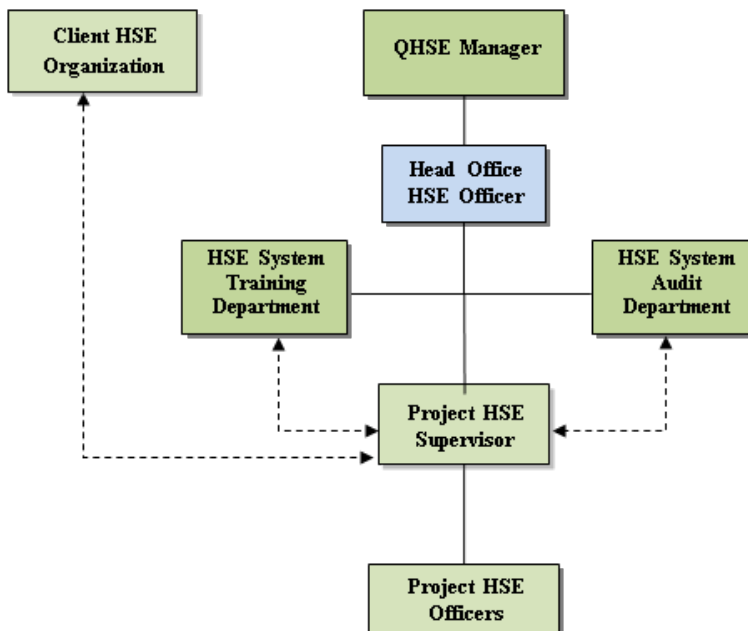 Client HSE
Organization
QHSE Manager
Head Office
HSE Officer
HSE System
Training
Department
HSE System
Audit
Department
Project HSE
Supervisor
Project HSE
Officers